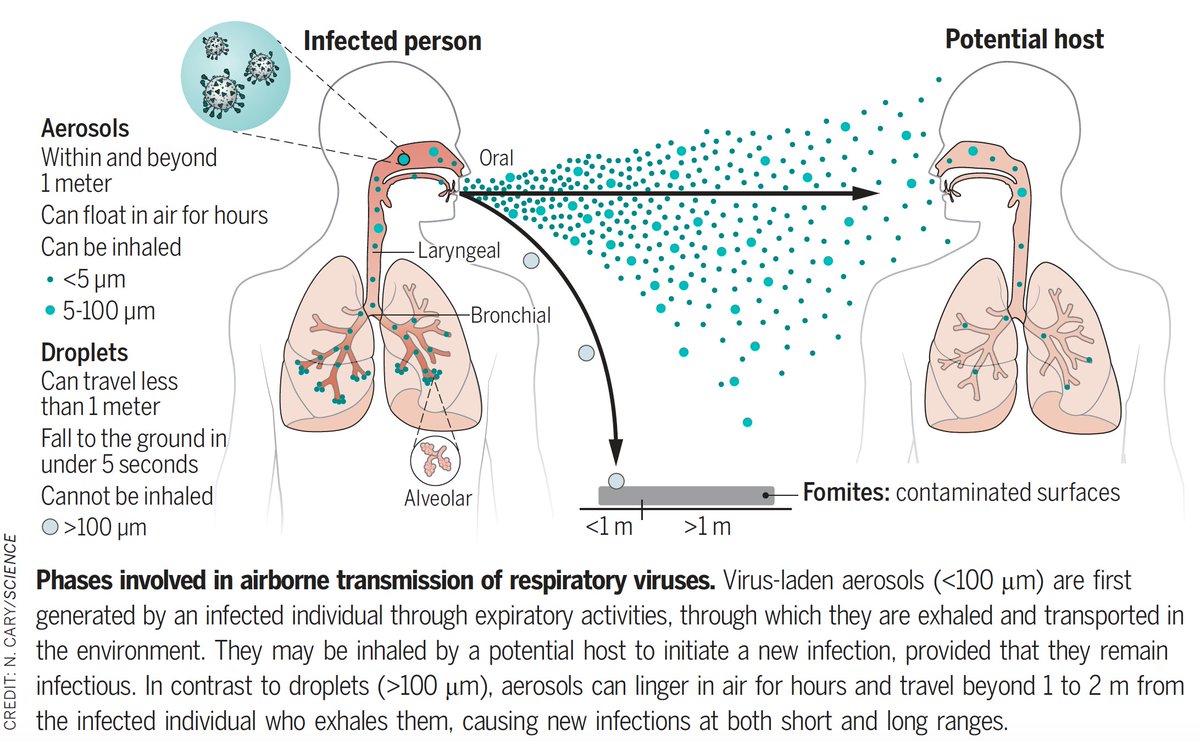 Infected person
Potential host
Aerosols
Within and beyond
1 meter
Can float in air for hours
Can be inhaled
<5 µm
5-100 µm
Droplets
Can travel less
than 1 meter
Fall to the ground in
under 5 seconds
Cannot be inhaled
>100 µm
Oral
Laryngeal
Bronchial
Alveolar
Fomites: contaminated surfaces
<1 m
>1 m
CREDIT: N. CARY/SCIENCE
Phases involved in airborne transmission of respiratory viruses. Virus-laden aerosols (<100 µm) are first
generated by an infected individual through expiratory activities, through which they are exhaled and transported in
the environment. They may be inhaled by a potential host to initiate a new infection, provided that they remain
infectious. In contrast to droplets (>100 µm), aerosols can linger in air for hours and travel beyond 1 to 2 m from
the infected individual who exhales them, causing new infections at both short and long ranges.